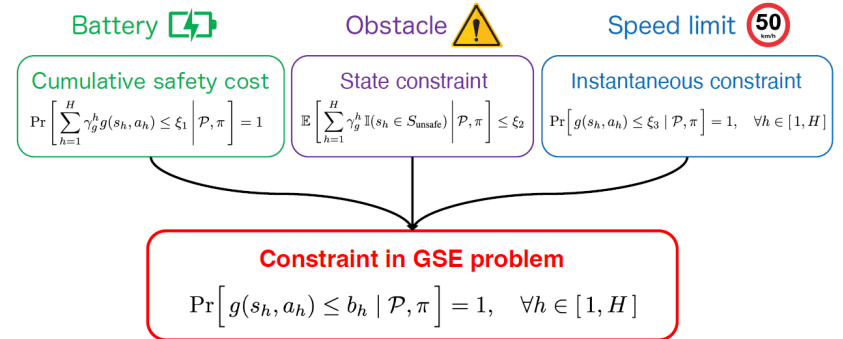 Battery
Obstacle
Speed limit
50
km/h
Cumulative safety cost
Pr[∑_{h=1}^{H} γ_g^h g(s_h, a_h) ≤ ξ_1 | 𝒫, π] = 1
State constraint
𝔼[∑_{h=1}^{H} γ_g^h 𝕀(s_h ∈ S_unsafe) | 𝒫, π] ≤ ξ_2
Instantaneous constraint
Pr[g(s_h, a_h) ≤ ξ_3 | 𝒫, π] = 1, ∀h ∈ [1, H]
Constraint in GSE problem
Pr[g(s_h, a_h) ≤ b_h | 𝒫, π] = 1, ∀h ∈ [1, H]